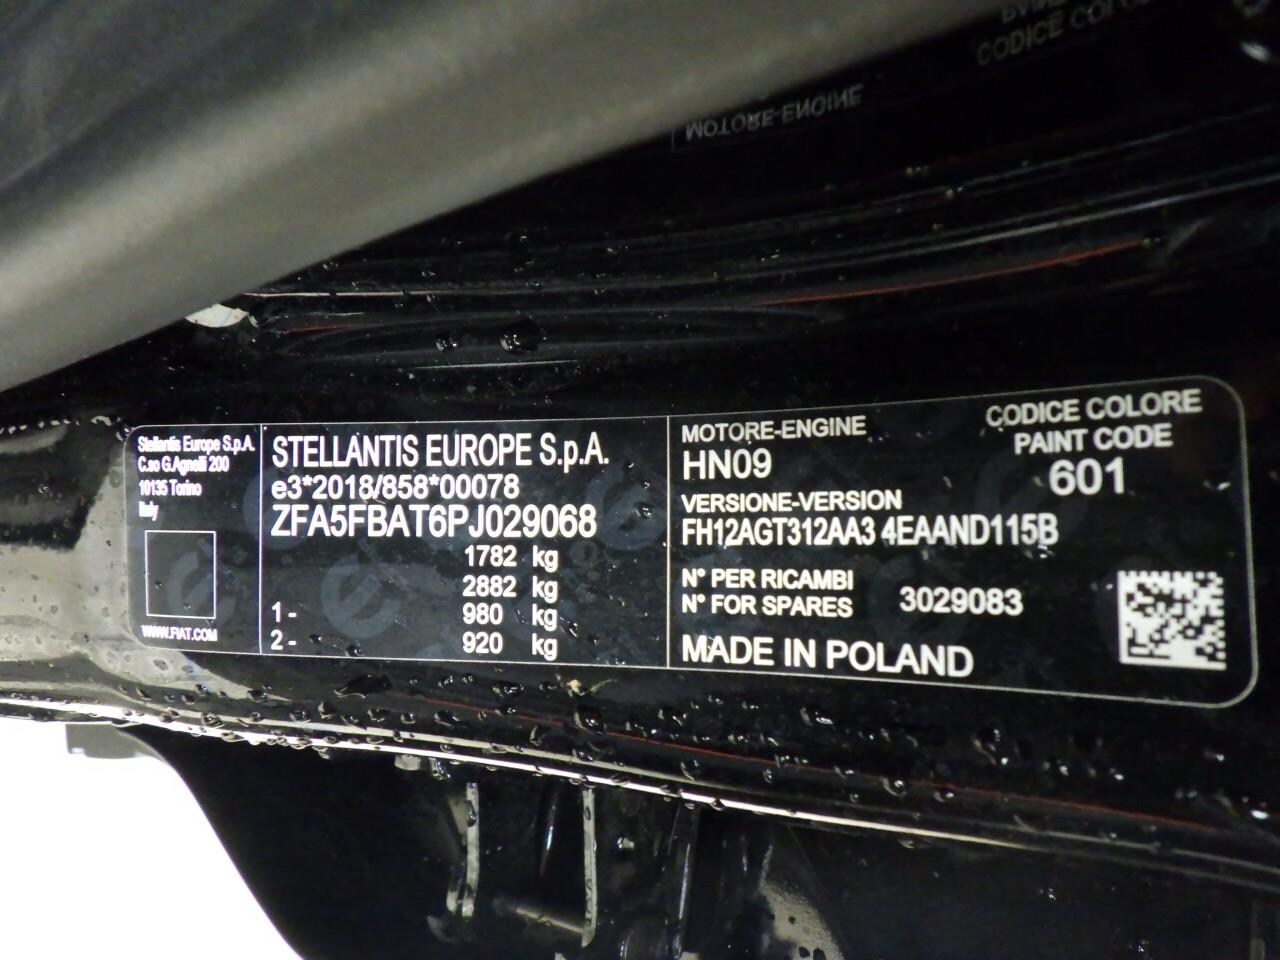 MOTORE-ENGINE
CODICE COLORE
Stellantis Europe S.p.A.
C.so G.Agnelli 200
10135 Torino
Italy
WWW.FIAT.COM
STELLANTIS EUROPE S.p.A.
e3*2018/858*00078
ZFA5FBAT6PJ029068
1782 kg
2882 kg
1 - 980 kg
2 - 920 kg
MOTORE-ENGINE
HN09
CODICE COLORE
PAINT CODE
601
VERSIONE-VERSION
FH12AGT312AA3 4EAAND115B
N° PER RICAMBI
N° FOR SPARES
3029083
MADE IN POLAND